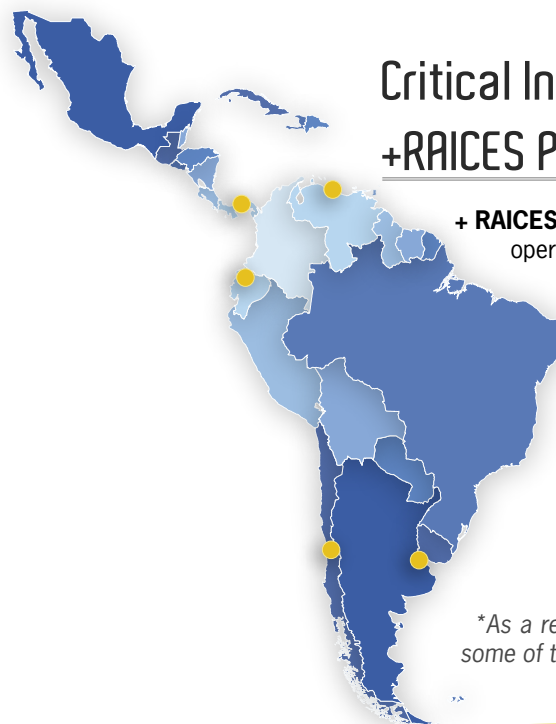 Critical In
+RAICES P
+ RAICES
oper
*As a re
some of t